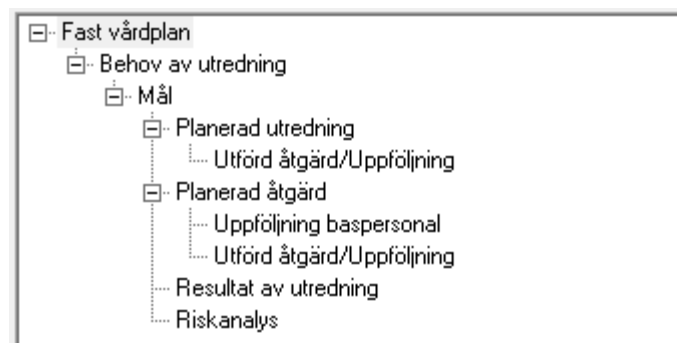 Fast vårdplan
Behov av utredning
Mål
Planerad utredning
Utförd åtgärd/Uppföljning
Planerad åtgärd
Uppföljning baspersonal
Utförd åtgärd/Uppföljning
Resultat av utredning
Riskanalys